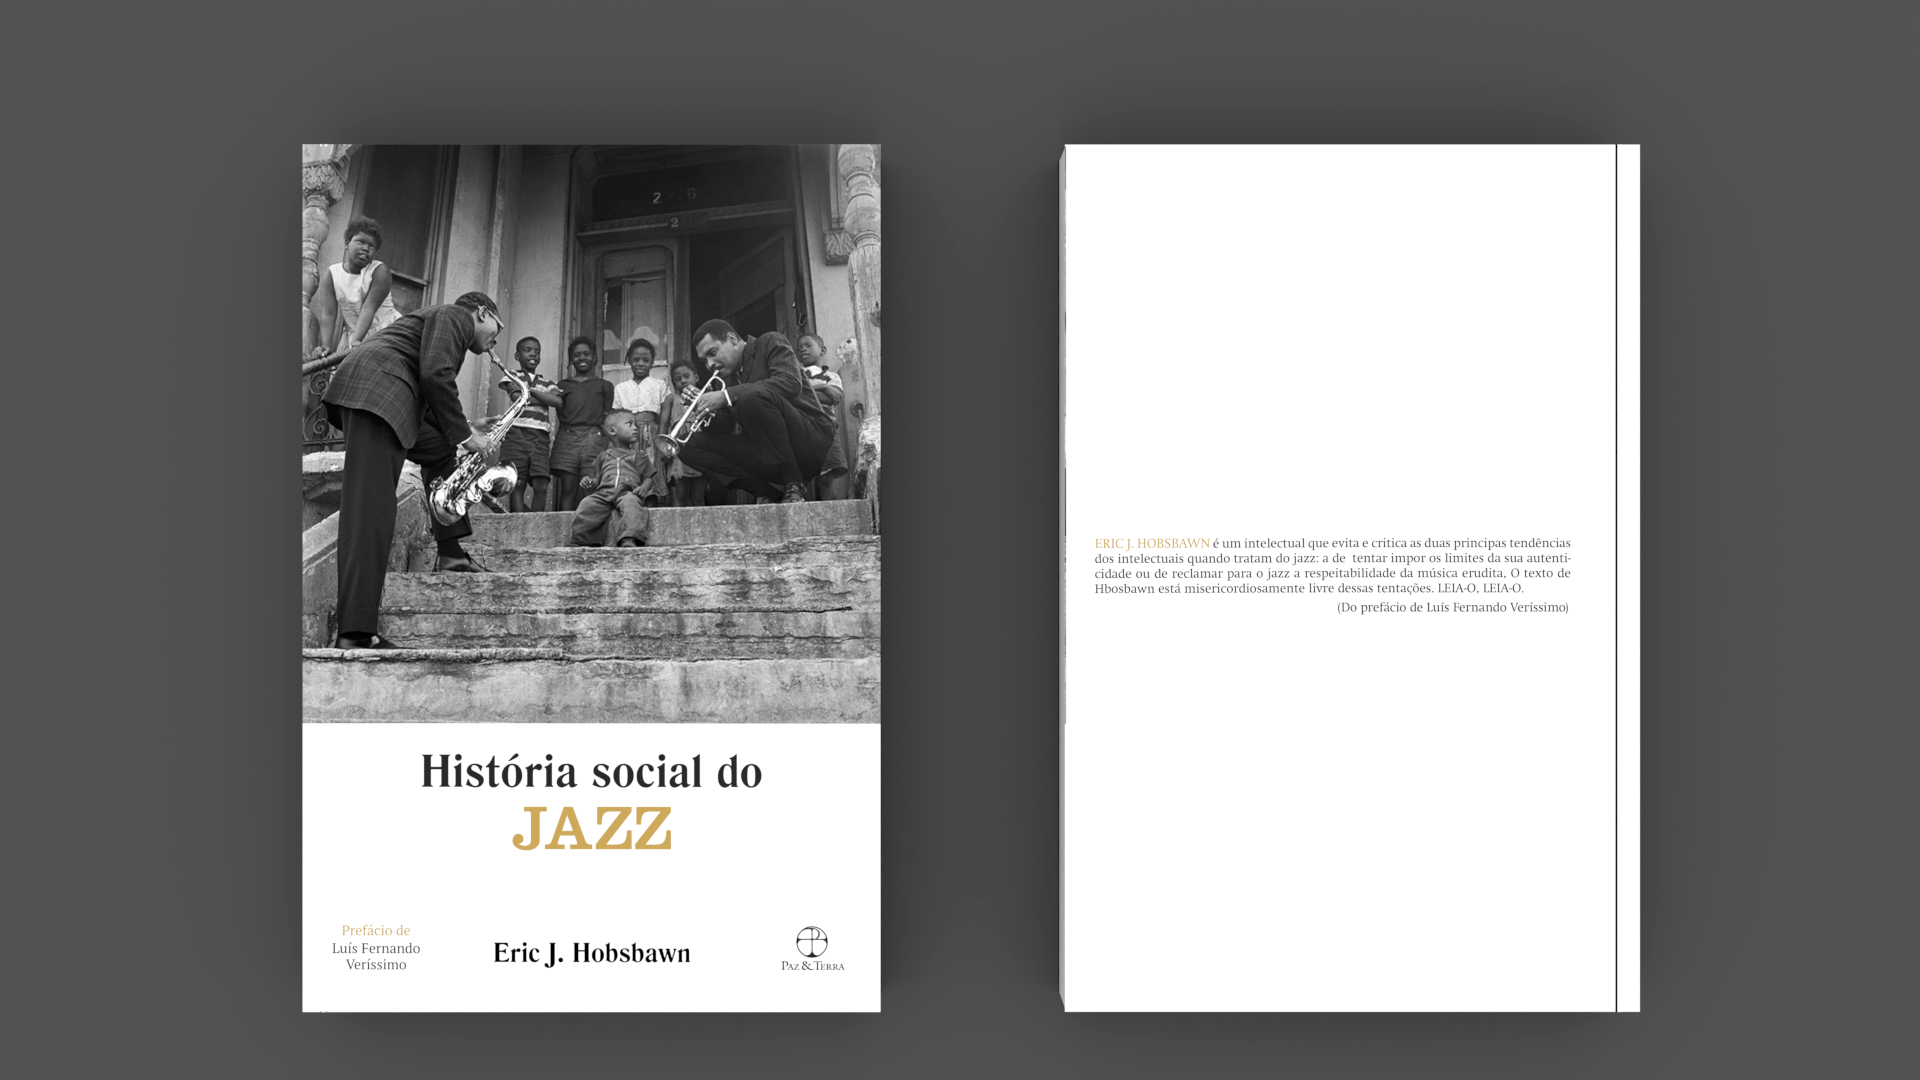 2
2
História social do
JAZZ
Prefácio de
Luís Fernando
Veríssimo
Eric J. Hobsbawn
PAZ & TERRA
ERIC J. HOBSBAWN é um intelectual que evita e critica as duas principas tendências
dos intelectuais quando tratam do jazz: a de tentar impor os limites da sua autenti-
cidade ou de reclamar para o jazz a respeitabilidade da música erudita, O texto de
Hbosbawn está misericordiosamente livre dessas tentações. LEIA-O, LEIA-O.
(Do prefácio de Luís Fernando Veríssimo)